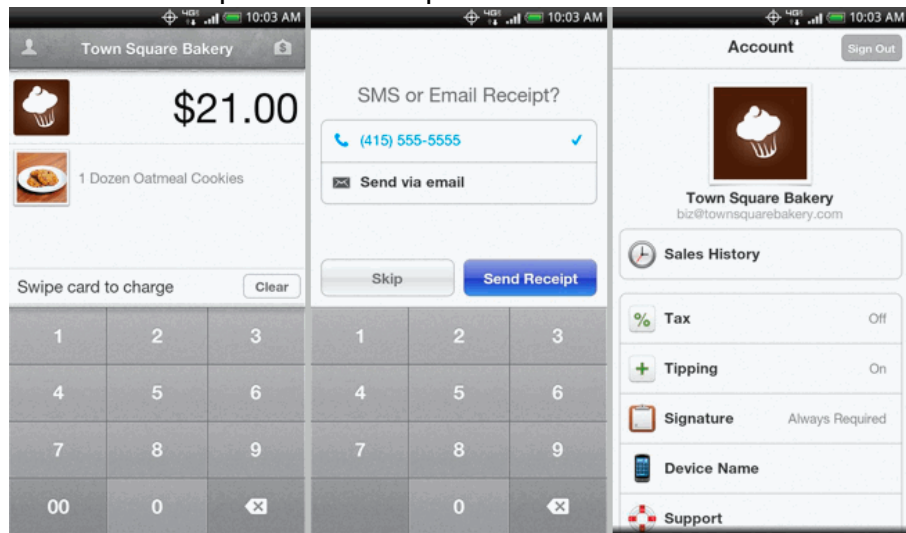 4G 10:03 AM
Town Square Bakery
$21.00
1 Dozen Oatmeal Cookies
Swipe card to charge Clear
1 2 3
4 5 6
7 8 9
00 0
4G 10:03 AM
SMS or Email Receipt?
(415) 555-5555
Send via email
Skip Send Receipt
1 2 3
4 5 6
7 8 9
0
4G 10:03 AM
Account Sign Out
Town Square Bakery
biz@townsquarebakery.com
Sales History
% Tax Off
+ Tipping On
Signature Always Required
Device Name
Support